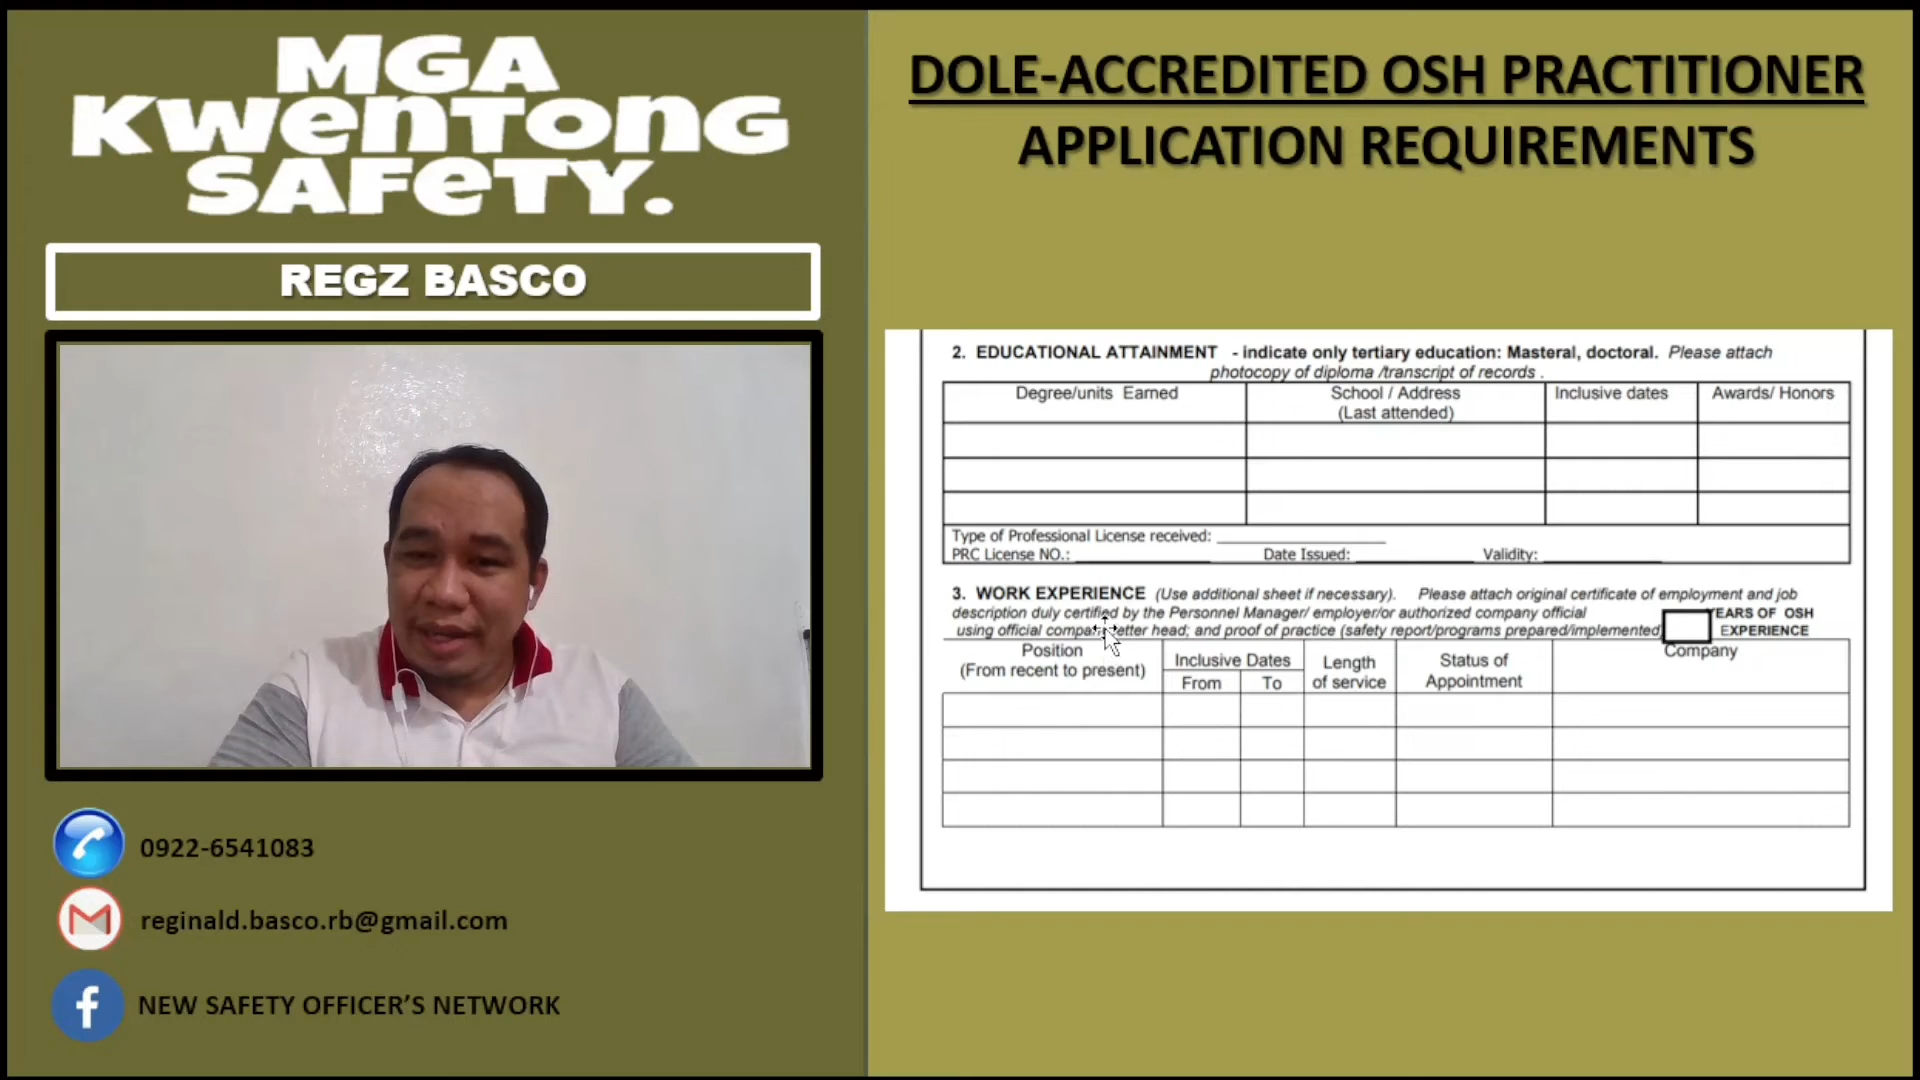 MGA
KWeNTONG
SAFeTY.
REGZ BASCO
0922-6541083
reginald.basco.rb@gmail.com
NEW SAFETY OFFICER’S NETWORK
DOLE-ACCREDITED OSH PRACTITIONER
APPLICATION REQUIREMENTS
2. EDUCATIONAL ATTAINMENT - indicate only tertiary education: Masteral, doctoral. Please attach
photocopy of diploma /transcript of records .
Degree/units Earned
School / Address
(Last attended)
Inclusive dates
Awards/ Honors
Type of Professional License received:
PRC License NO.: Date Issued: Validity:
3. WORK EXPERIENCE (Use additional sheet if necessary). Please attach original certificate of employment and job
description duly certified by the Personnel Manager/ employer/or authorized company official
using official company letter head; and proof of practice (safety report/programs prepared/implemented
YEARS OF OSH
EXPERIENCE
Position
(From recent to present)
Inclusive Dates
From To
Length
of service
Status of
Appointment
Company